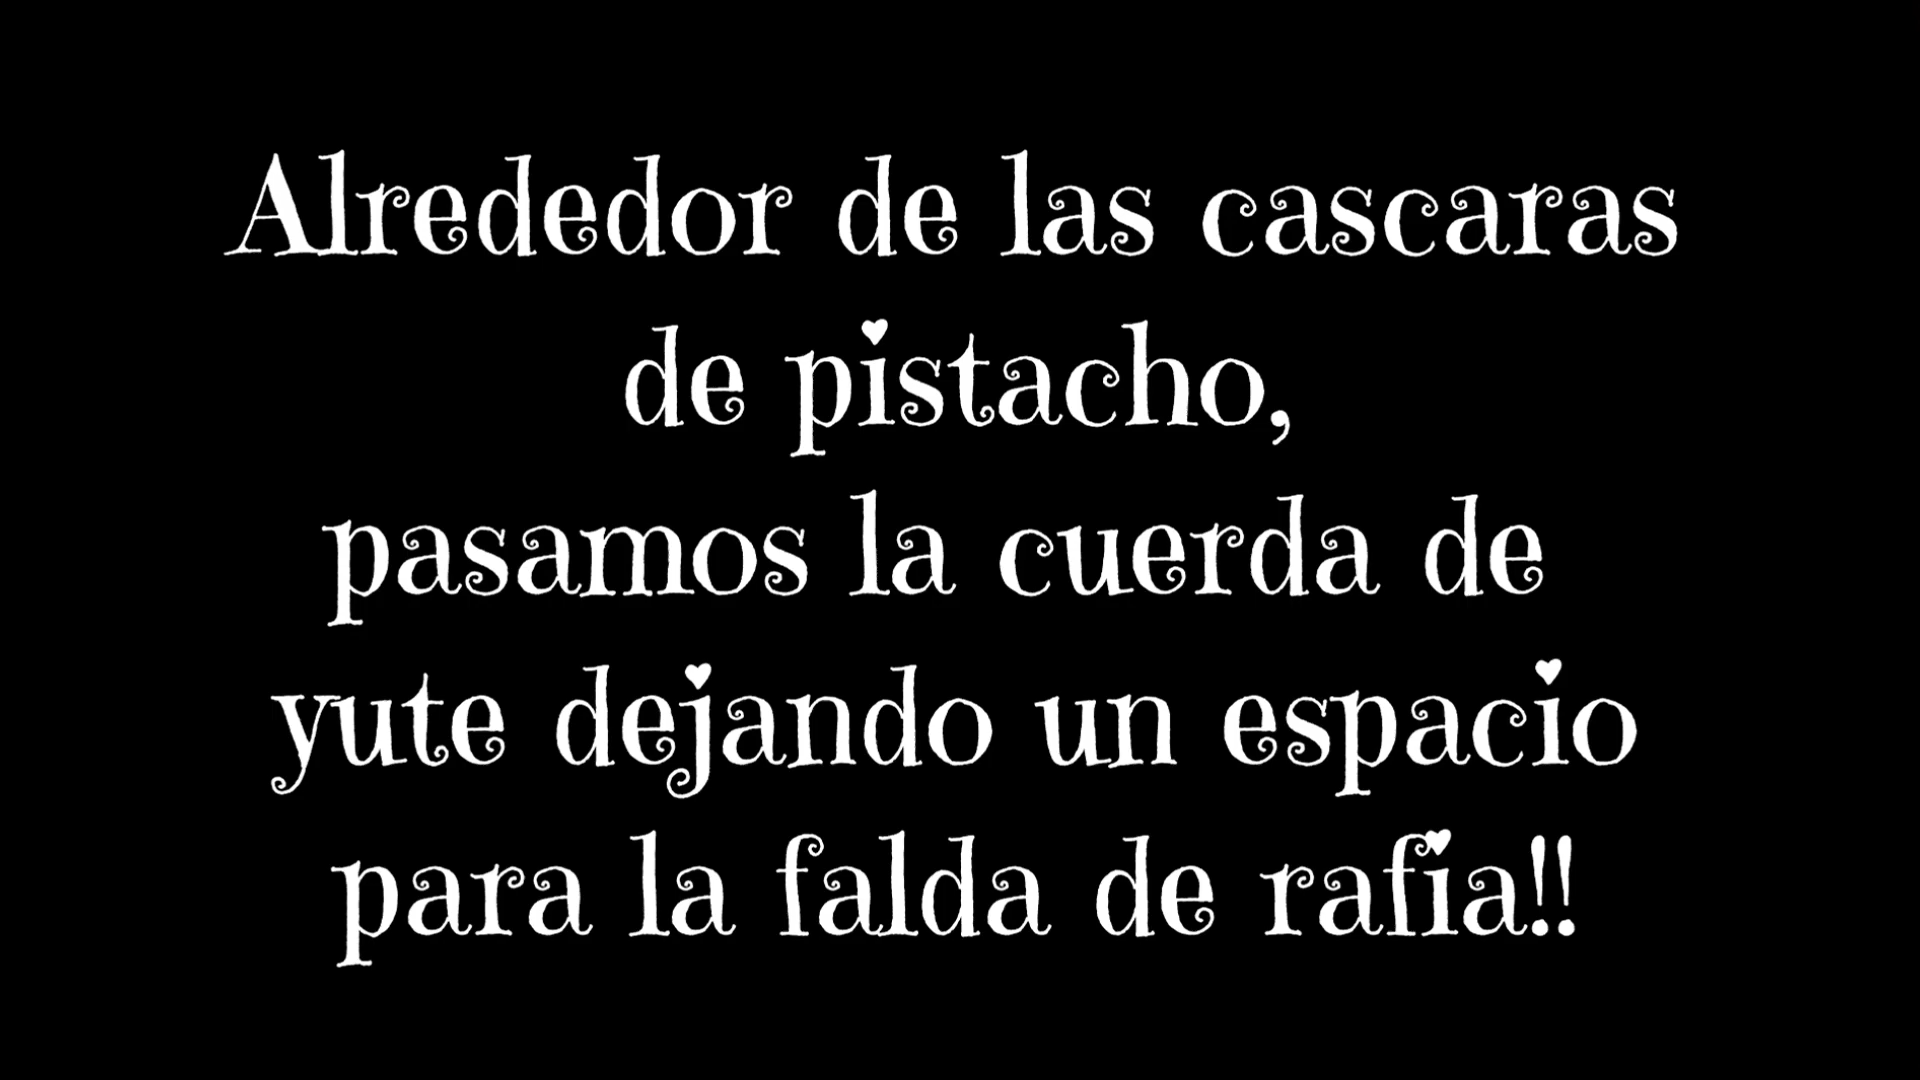 Alrededor de las cascaras
de pistacho,
pasamos la cuerda de
yute dejando un espacio
para la falda de rafia!!